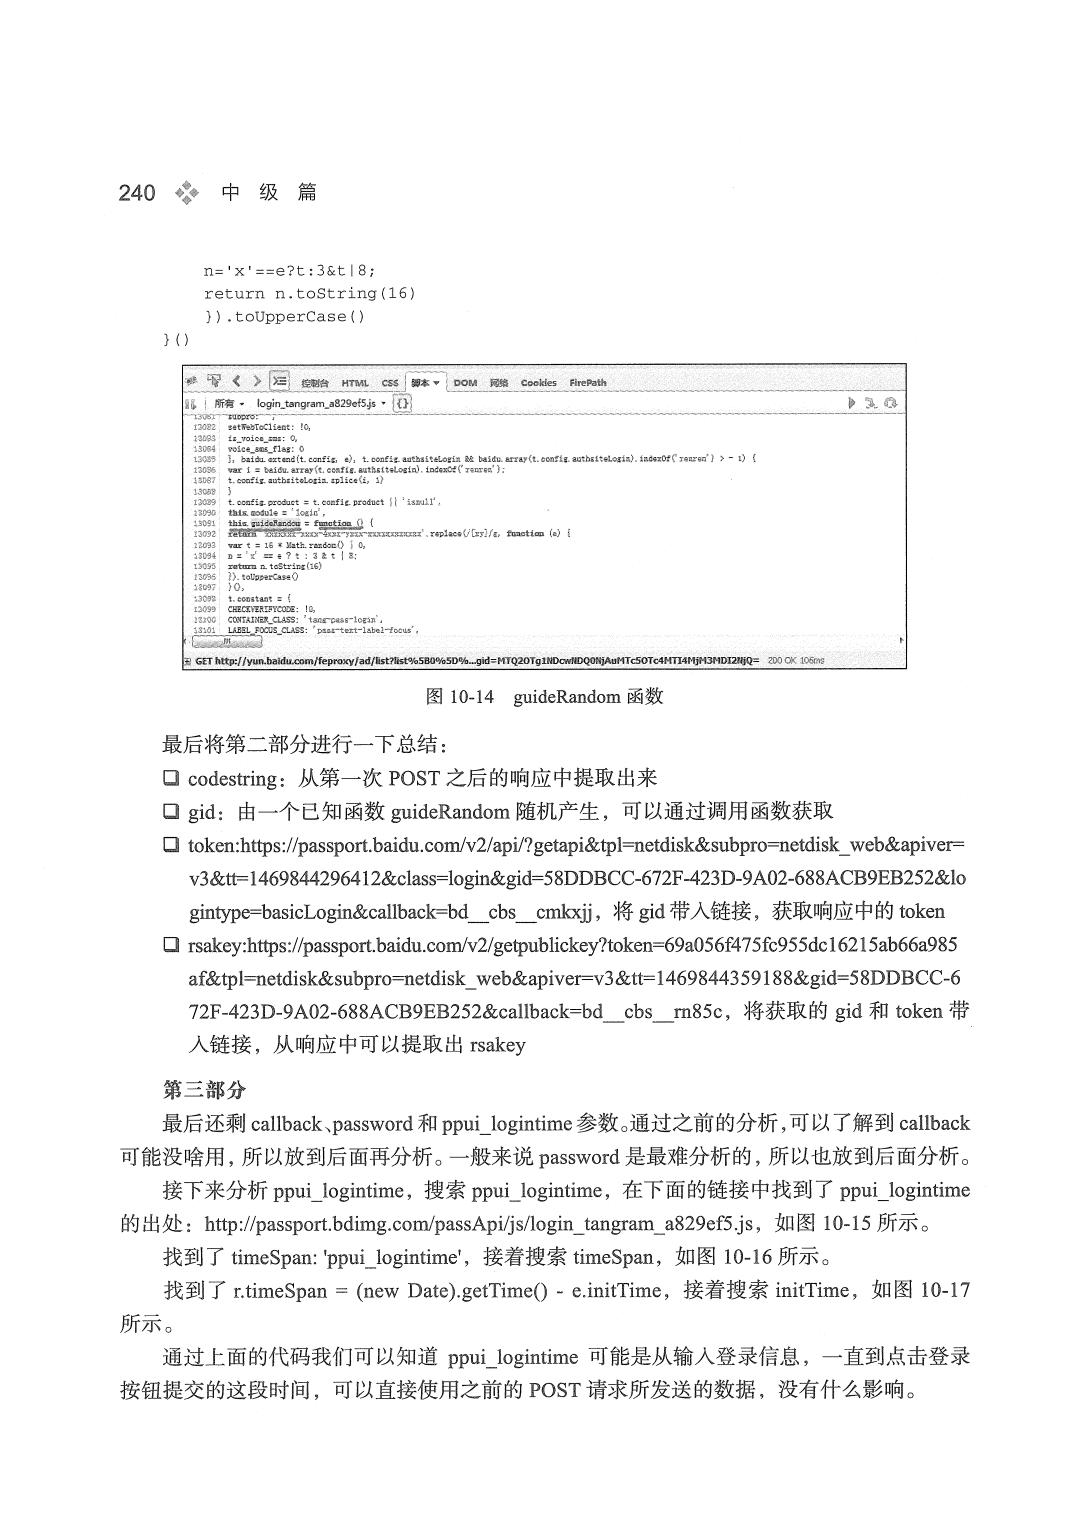 240 中 级 篇
n='x'==e?t:3&t|8;
return n.toString(16)
}).toUpperCase()
}()
控制台 HTML CSS 脚本 DOM 网络 Cookies FirePath
所有 login_tangram_a829ef5.js {}
13081 subpro: '',
13082 setWebToClient: !0,
13083 is_voice_sms: 0,
13084 voice_sms_flag: 0
13085 }, baidu.extend(t.config, e), t.config.authsiteLogin && baidu.array(t.config.authsiteLogin).indexOf('renren') > - 1) {
13086 var i = baidu.array(t.config.authsiteLogin).indexOf('renren');
13087 t.config.authsiteLogin.splice(i, 1)
13088 }
13089 t.config.product = t.config.product || 'isnull',
13090 this.module = 'login',
13091 this.guideRandom = function () {
13092 return 'xxxxxxx-xxxx-4xxx-yxxx-xxxxxxxxxxxx'.replace(/[xy]/g, function (e) {
13093 var t = 16 * Math.random() | 0,
13094 n = 'x' == e ? t : 3 & t | 8;
13095 return n.toString(16)
13096 }).toUpperCase()
13097 }(),
13098 t.constant = {
13099 CHECKVERIFYCODE: !0,
13100 CONTAINER_CLASS: 'tang-pass-login',
13101 LABEL_FOCUS_CLASS: 'pass-text-label-focus',
GET http://yun.baidu.com/feproxy/ad/list?list%5B0%5D%...gid=MTQ2OTg1NDcwNDQ0NjAuMTc5OTc4MTI4MjM3MDI2NjQ= 200 OK 106ms
图 10-14 guideRandom 函数
最后将第二部分进行一下总结：
❑ codestring：从第一次 POST 之后的响应中提取出来
❑ gid：由一个已知函数 guideRandom 随机产生，可以通过调用函数获取
❑ token:https://passport.baidu.com/v2/api/?getapi&tpl=netdisk&subpro=netdisk_web&apiver=
v3&tt=1469844296412&class=login&gid=58DDBCC-672F-423D-9A02-688ACB9EB252&lo
gintype=basicLogin&callback=bd__cbs__cmkxjj，将 gid 带入链接，获取响应中的 token
❑ rsakey:https://passport.baidu.com/v2/getpublickey?token=69a056f475fc955dc16215ab66a985
af&tpl=netdisk&subpro=netdisk_web&apiver=v3&tt=1469844359188&gid=58DDBCC-6
72F-423D-9A02-688ACB9EB252&callback=bd__cbs__rn85c，将获取的 gid 和 token 带
入链接，从响应中可以提取出 rsakey
第三部分
最后还剩 callback、password 和 ppui_logintime 参数。通过之前的分析，可以了解到 callback
可能没啥用，所以放到后面再分析。一般来说 password 是最难分析的，所以也放到后面分析。
接下来分析 ppui_logintime，搜索 ppui_logintime，在下面的链接中找到了 ppui_logintime
的出处：http://passport.bdimg.com/passApi/js/login_tangram_a829ef5.js，如图 10-15 所示。
找到了 timeSpan: 'ppui_logintime'，接着搜索 timeSpan，如图 10-16 所示。
找到了 r.timeSpan = (new Date).getTime() - e.initTime，接着搜索 initTime，如图 10-17
所示。
通过上面的代码我们可以知道 ppui_logintime 可能是从输入登录信息，一直到点击登录
按钮提交的这段时间，可以直接使用之前的 POST 请求所发送的数据，没有什么影响。